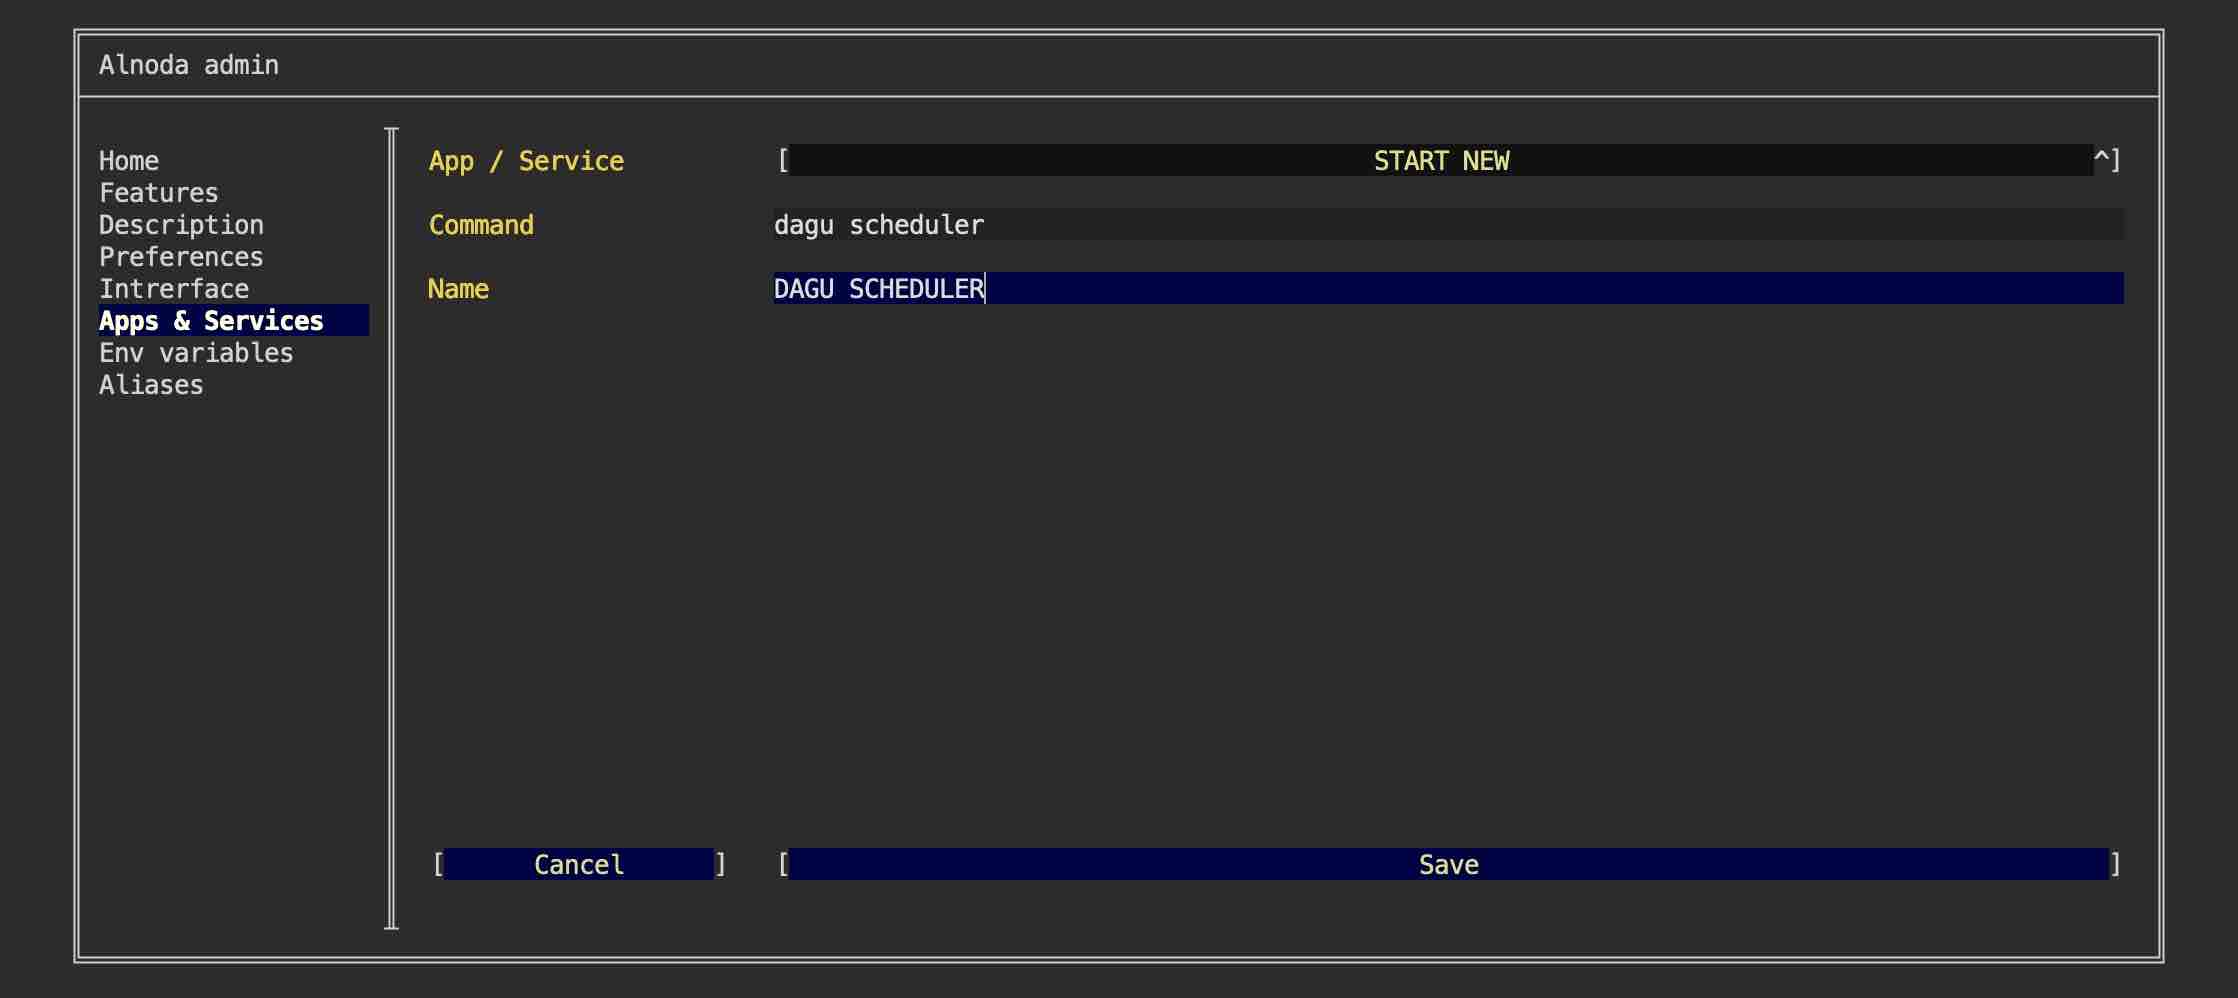 Alnoda admin
Home
Features
Description
Preferences
Intrerface
Apps & Services
Env variables
Aliases
App / Service [ START NEW ^]
Command dagu scheduler
Name DAGU SCHEDULER
[ Cancel ] [ Save ]